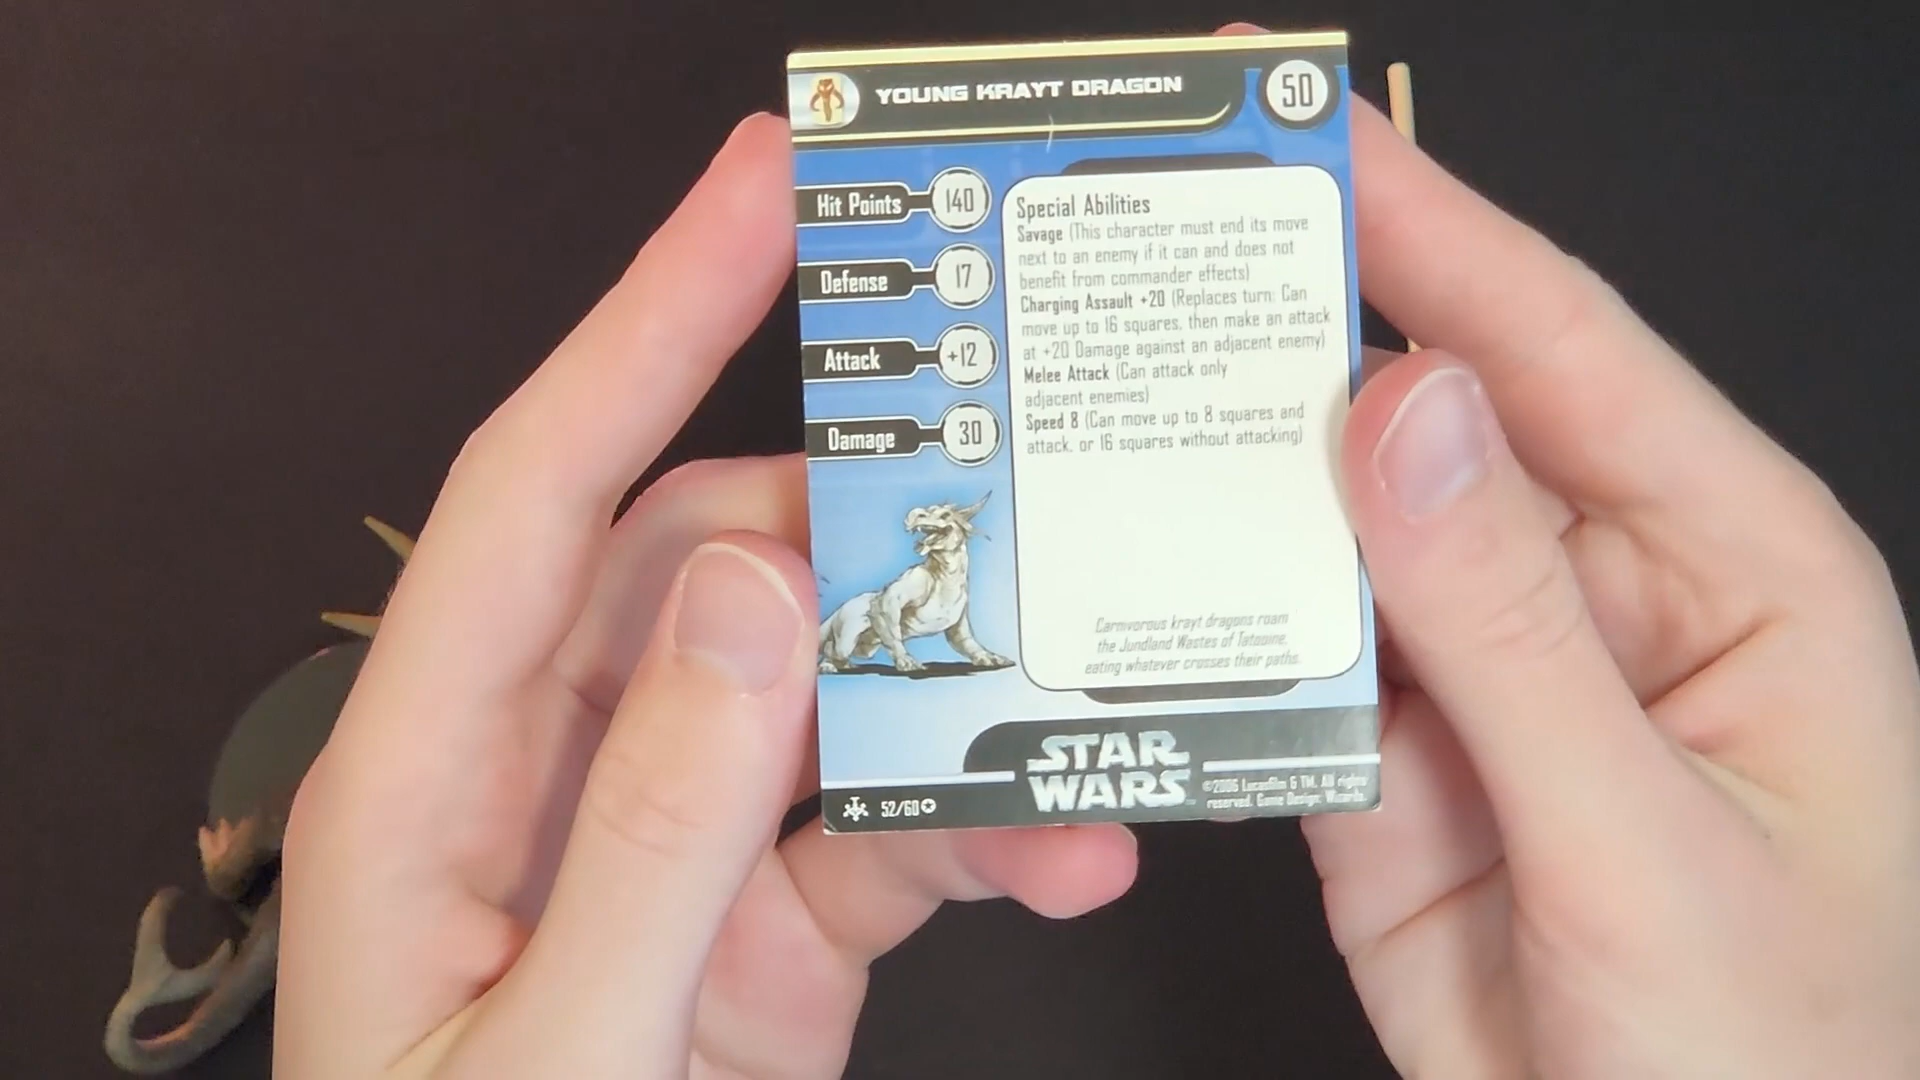 YOUNG KRAYT DRAGON
50
Hit Points 140
Defense 17
Attack +12
Damage 30
Special Abilities
Savage (This character must end its move
next to an enemy if it can and does not
benefit from commander effects)
Charging Assault +20 (Replaces turn: Can
move up to 16 squares, then make an attack
at +20 Damage against an adjacent enemy)
Melee Attack (Can attack only
adjacent enemies)
Speed 8 (Can move up to 8 squares and
attack, or 16 squares without attacking)
Carnivorous krayt dragons roam
the Jundland Wastes of Tatooine,
eating whatever crosses their paths.
52/60
STAR
WARS
©2006 Lucasfilm & TM. All rights
reserved. Game Design: Wizards.